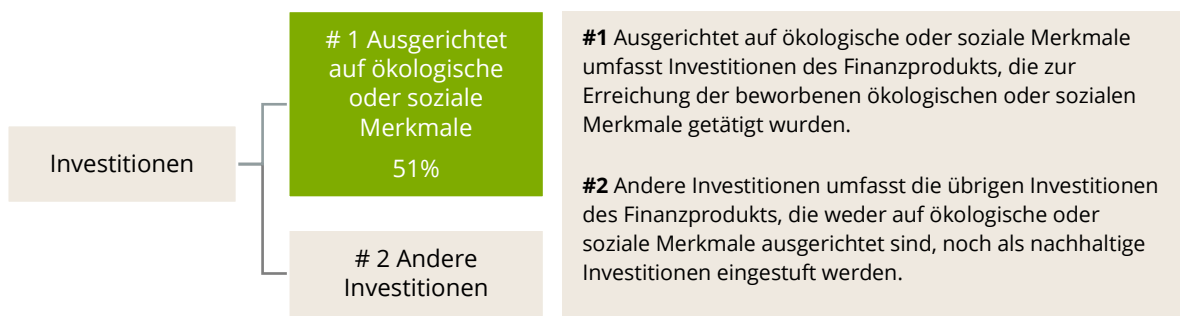 Investitionen
# 1 Ausgerichtet
auf ökologische
oder soziale
Merkmale
51%
# 2 Andere
Investitionen
#1 Ausgerichtet auf ökologische oder soziale Merkmale
umfasst Investitionen des Finanzprodukts, die zur
Erreichung der beworbenen ökologischen oder sozialen
Merkmale getätigt wurden.
#2 Andere Investitionen umfasst die übrigen Investitionen
des Finanzprodukts, die weder auf ökologische oder
soziale Merkmale ausgerichtet sind, noch als nachhaltige
Investitionen eingestuft werden.